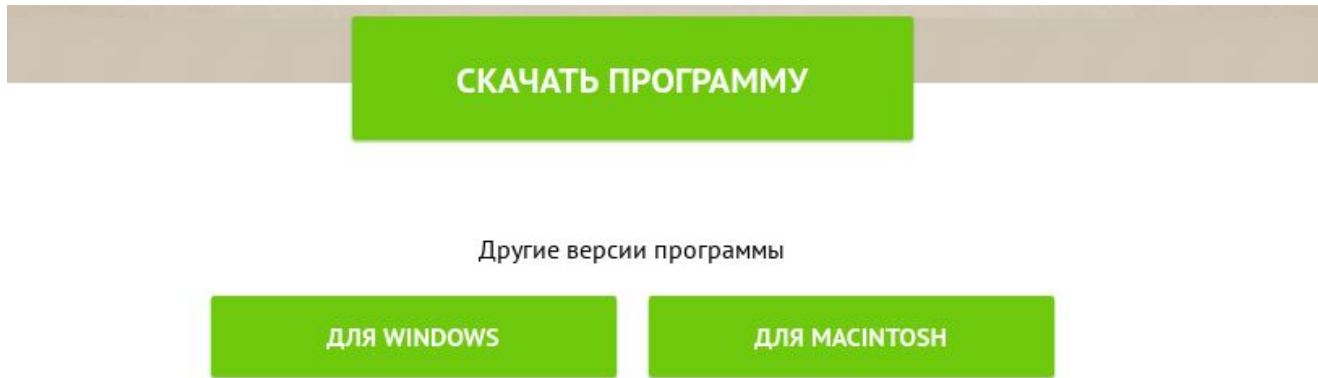 СКАЧАТЬ ПРОГРАММУ
Другие версии программы
ДЛЯ WINDOWS
ДЛЯ MACINTOSH